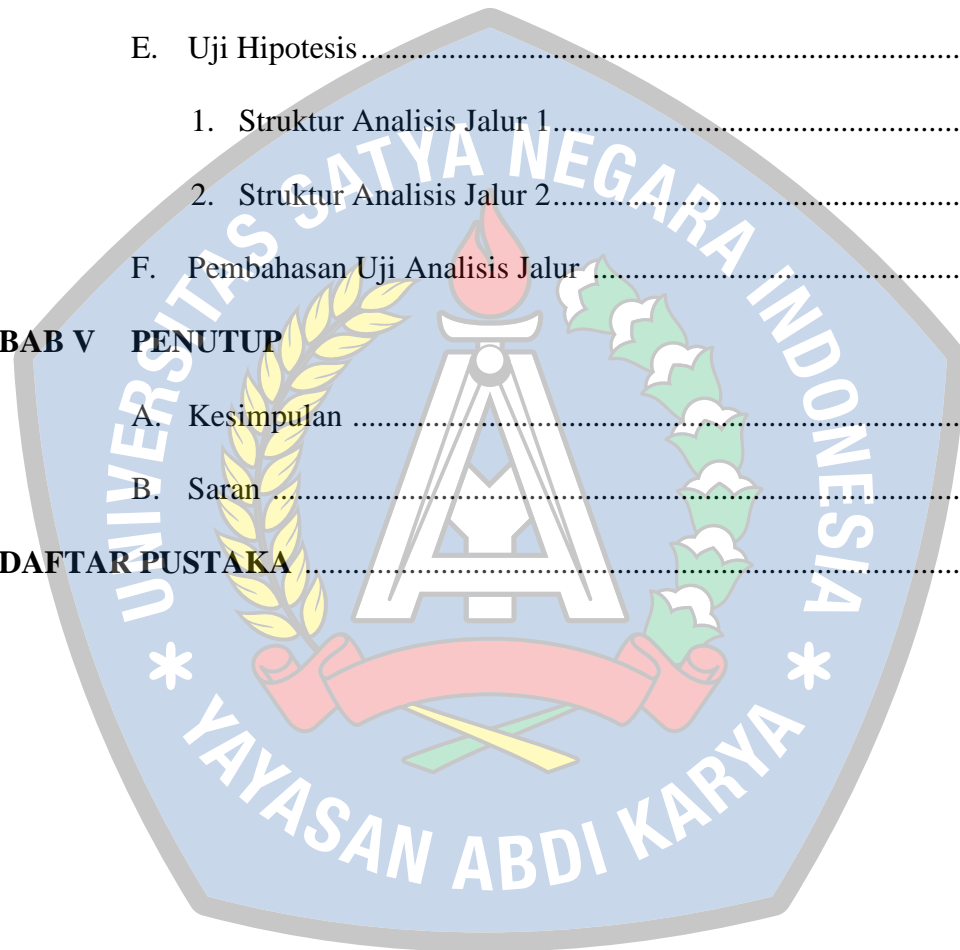 E. Uji Hipotesis ........................................................
1. Struktur Analisis Jalur 1 ........................................................
2. Struktur Analisis Jalur 2 ........................................................
F. Pembahasan Uji Analisis Jalur ........................................................
BAB V PENUTUP
A. Kesimpulan ........................................................
B. Saran ........................................................
DAFTAR PUSTAKA ........................................................
UNIVERSITAS SATYA NEGARA INDONESIA
* YAYASAN ABDI KARYA *